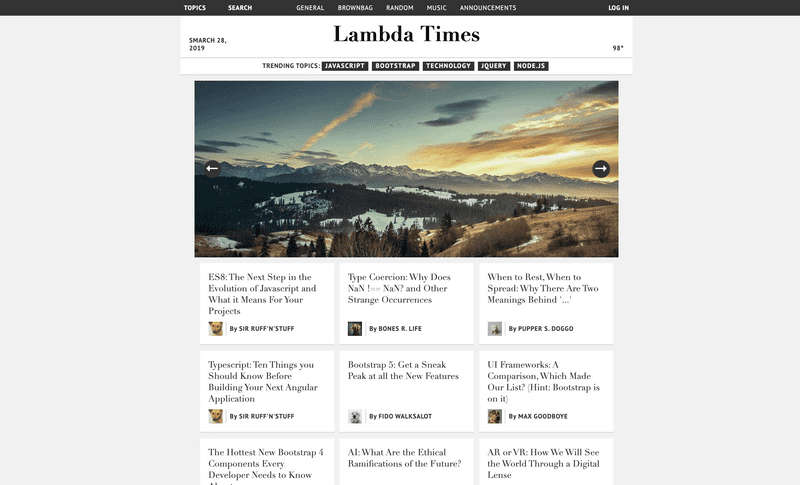 TOPICS SEARCH GENERAL BROWNBAG RANDOM MUSIC ANNOUNCEMENTS LOG IN
Lambda Times
SMARCH 28,
2019
98°
TRENDING TOPICS: JAVASCRIPT BOOTSTRAP TECHNOLOGY JQUERY NODE.JS
ES8: The Next Step in the
Evolution of Javascript and
What it Means For Your
Projects
By SIR RUFF'N'STUFF
Type Coercion: Why Does
NaN !== NaN? and Other
Strange Occurrences
By BONES R. LIFE
When to Rest, When to
Spread: Why There Are Two
Meanings Behind '...'
By PUPPER S. DOGGO
Typescript: Ten Things you
Should Know Before
Building Your Next Angular
Application
By SIR RUFF'N'STUFF
Bootstrap 5: Get a Sneak
Peak at all the New Features
By FIDO WALKSALOT
UI Frameworks: A
Comparison, Which Made
Our List? (Hint: Bootstrap is
on it)
By MAX GOODBOYE
The Hottest New Bootstrap 4
Components Every
Developer Needs to Know
AI: What Are the Ethical
Ramifications of the Future?
AR or VR: How We Will See
the World Through a Digital
Lense